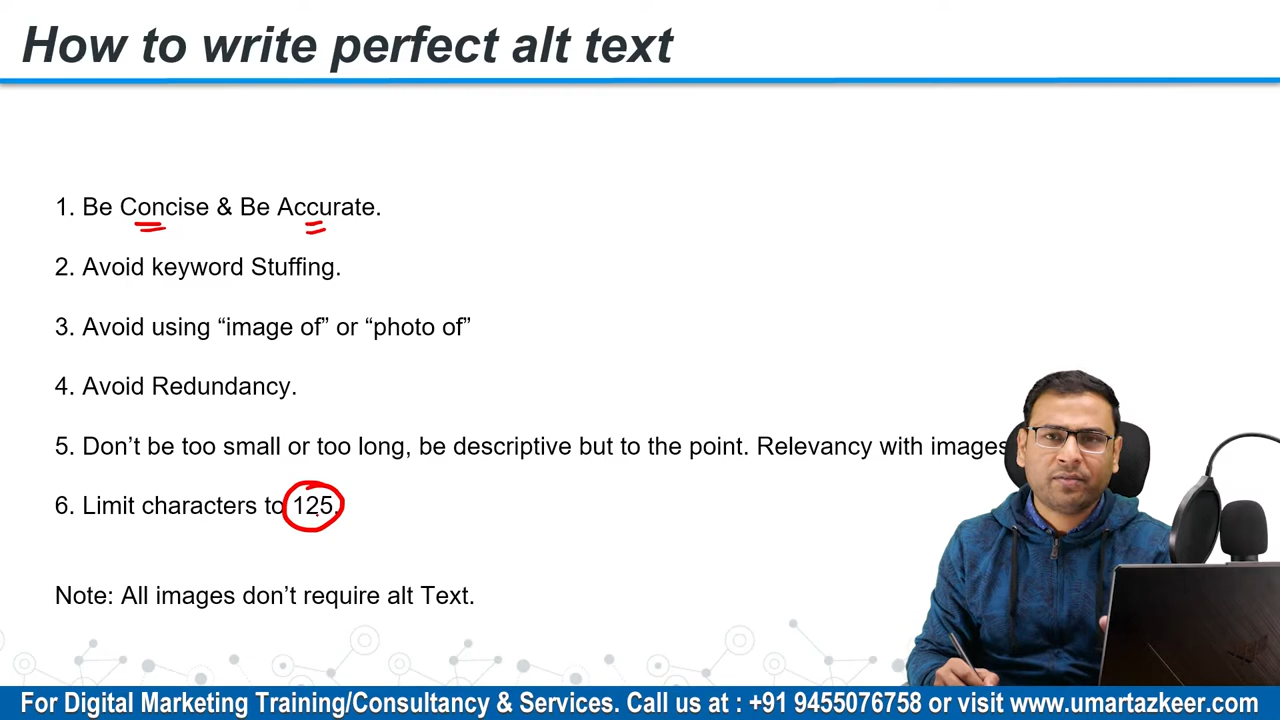 How to write perfect alt text
1. Be Concise & Be Accurate.
2. Avoid keyword Stuffing.
3. Avoid using “image of” or “photo of”
4. Avoid Redundancy.
5. Don’t be too small or too long, be descriptive but to the point. Relevancy with images
6. Limit characters to 125.
Note: All images don’t require alt Text.
For Digital Marketing Training/Consultancy & Services. Call us at : +91 9455076758 or visit www.umartazkeer.com